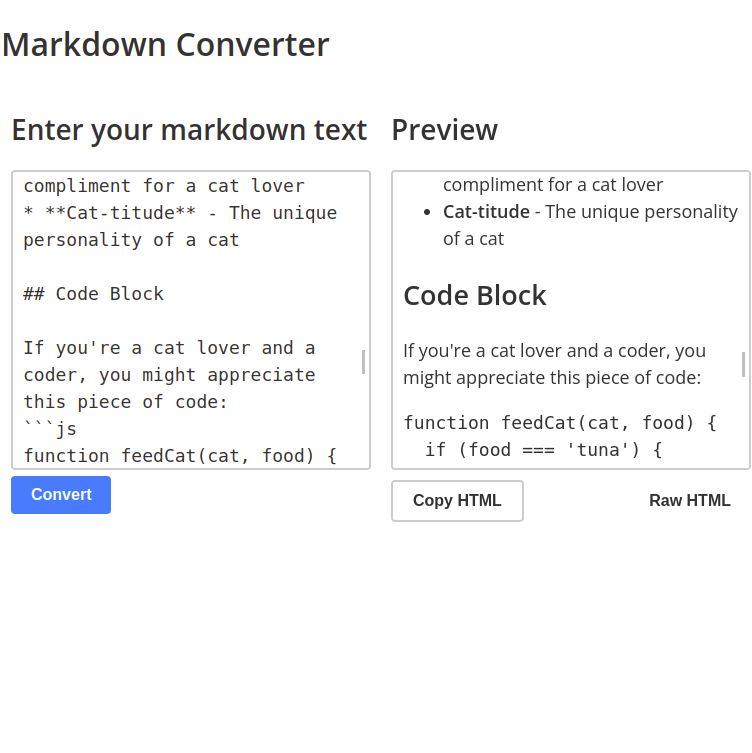 Markdown Converter
Enter your markdown text
compliment for a cat lover
* **Cat-titude** - The unique
personality of a cat
## Code Block
If you're a cat lover and a
coder, you might appreciate
this piece of code:
```js
function feedCat(cat, food) {
Convert
Preview
compliment for a cat lover
• Cat-titude - The unique personality
of a cat
Code Block
If you're a cat lover and a coder, you
might appreciate this piece of code:
function feedCat(cat, food) {
  if (food === 'tuna') {
Copy HTML
Raw HTML